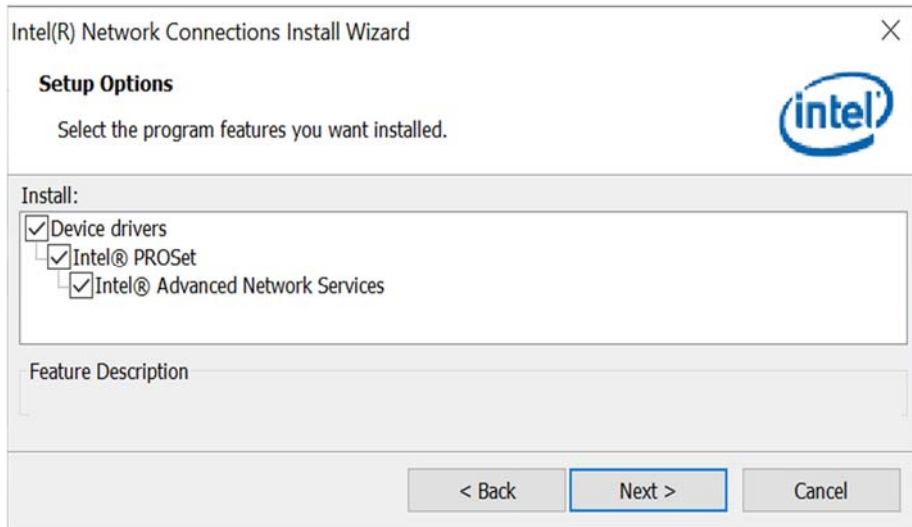 Intel(R) Network Connections Install Wizard
Setup Options
Select the program features you want installed.
intel
Install:
Device drivers
Intel® PROSet
Intel® Advanced Network Services
Feature Description
< Back
Next >
Cancel